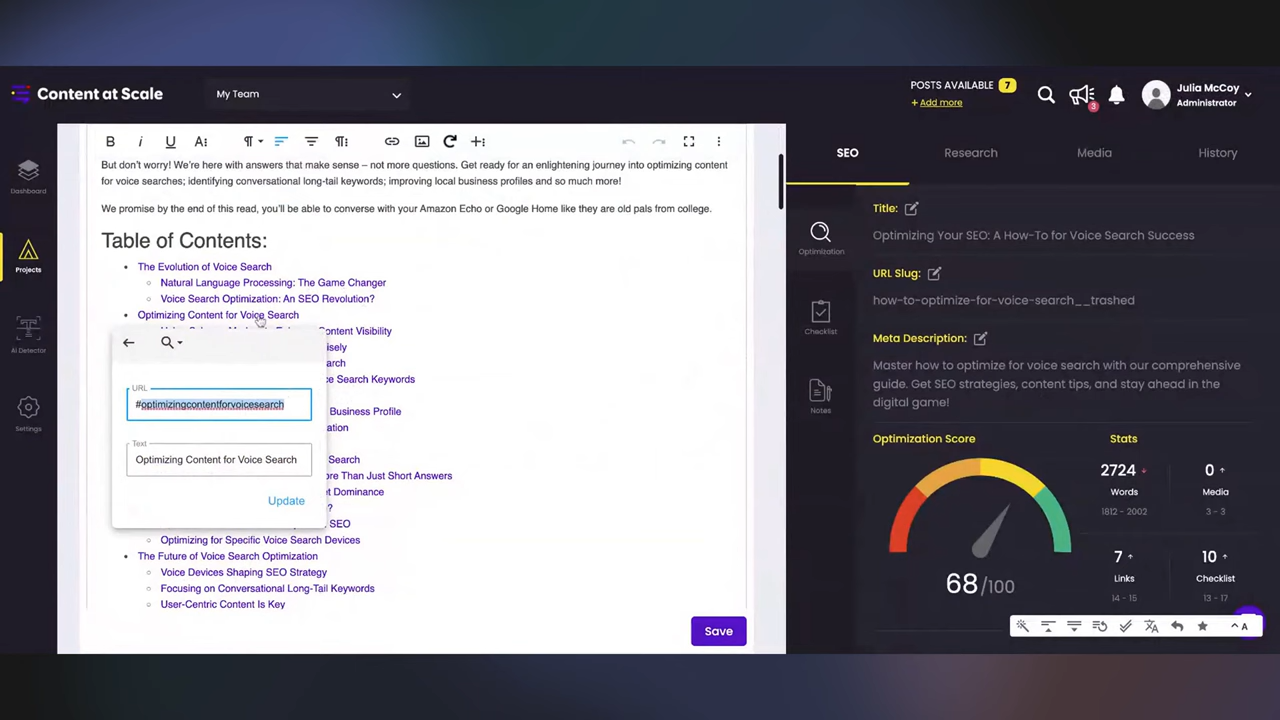 Content at Scale
My Team
POSTS AVAILABLE 7
+ Add more
3
Julia McCoy
Administrator
Dashboard
Projects
AI Detector
Settings
B i U A
But don't worry! We're here with answers that make sense – not more questions. Get ready for an enlightening journey into optimizing content
for voice searches; identifying conversational long-tail keywords; improving local business profiles and so much more!
We promise by the end of this read, you'll be able to converse with your Amazon Echo or Google Home like they are old pals from college.
Table of Contents:
The Evolution of Voice Search
Natural Language Processing: The Game Changer
Voice Search Optimization: An SEO Revolution?
Optimizing Content for Voice Search
Content Visibility
isely
arch
ce Search Keywords
Business Profile
ation
Search
ore Than Just Short Answers
et Dominance
?
SEO
Optimizing for Specific Voice Search Devices
The Future of Voice Search Optimization
Voice Devices Shaping SEO Strategy
Focusing on Conversational Long-Tail Keywords
User-Centric Content Is Key
URL
#optimizingcontentforvoicesearch
Text
Optimizing Content for Voice Search
Update
Save
SEO
Research
Media
History
Optimization
Checklist
Notes
Title:
Optimizing Your SEO: A How-To for Voice Search Success
URL Slug:
how-to-optimize-for-voice-search__trashed
Meta Description:
Master how to optimize for voice search with our comprehensive
guide. Get SEO strategies, content tips, and stay ahead in the
digital game!
Optimization Score
68/100
Stats
2724
Words
1812 - 2002
0
Media
3 - 3
7
Links
14 - 15
10
Checklist
13 - 17
A